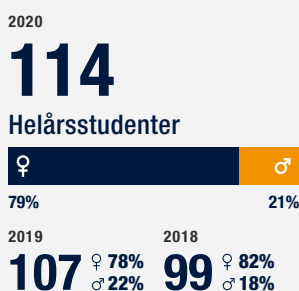 2020
114
Helårsstudenter
♀ ♂
79% 21%
2019 2018
107 ♀ 78% ♂ 22% 99 ♀ 82% ♂ 18%